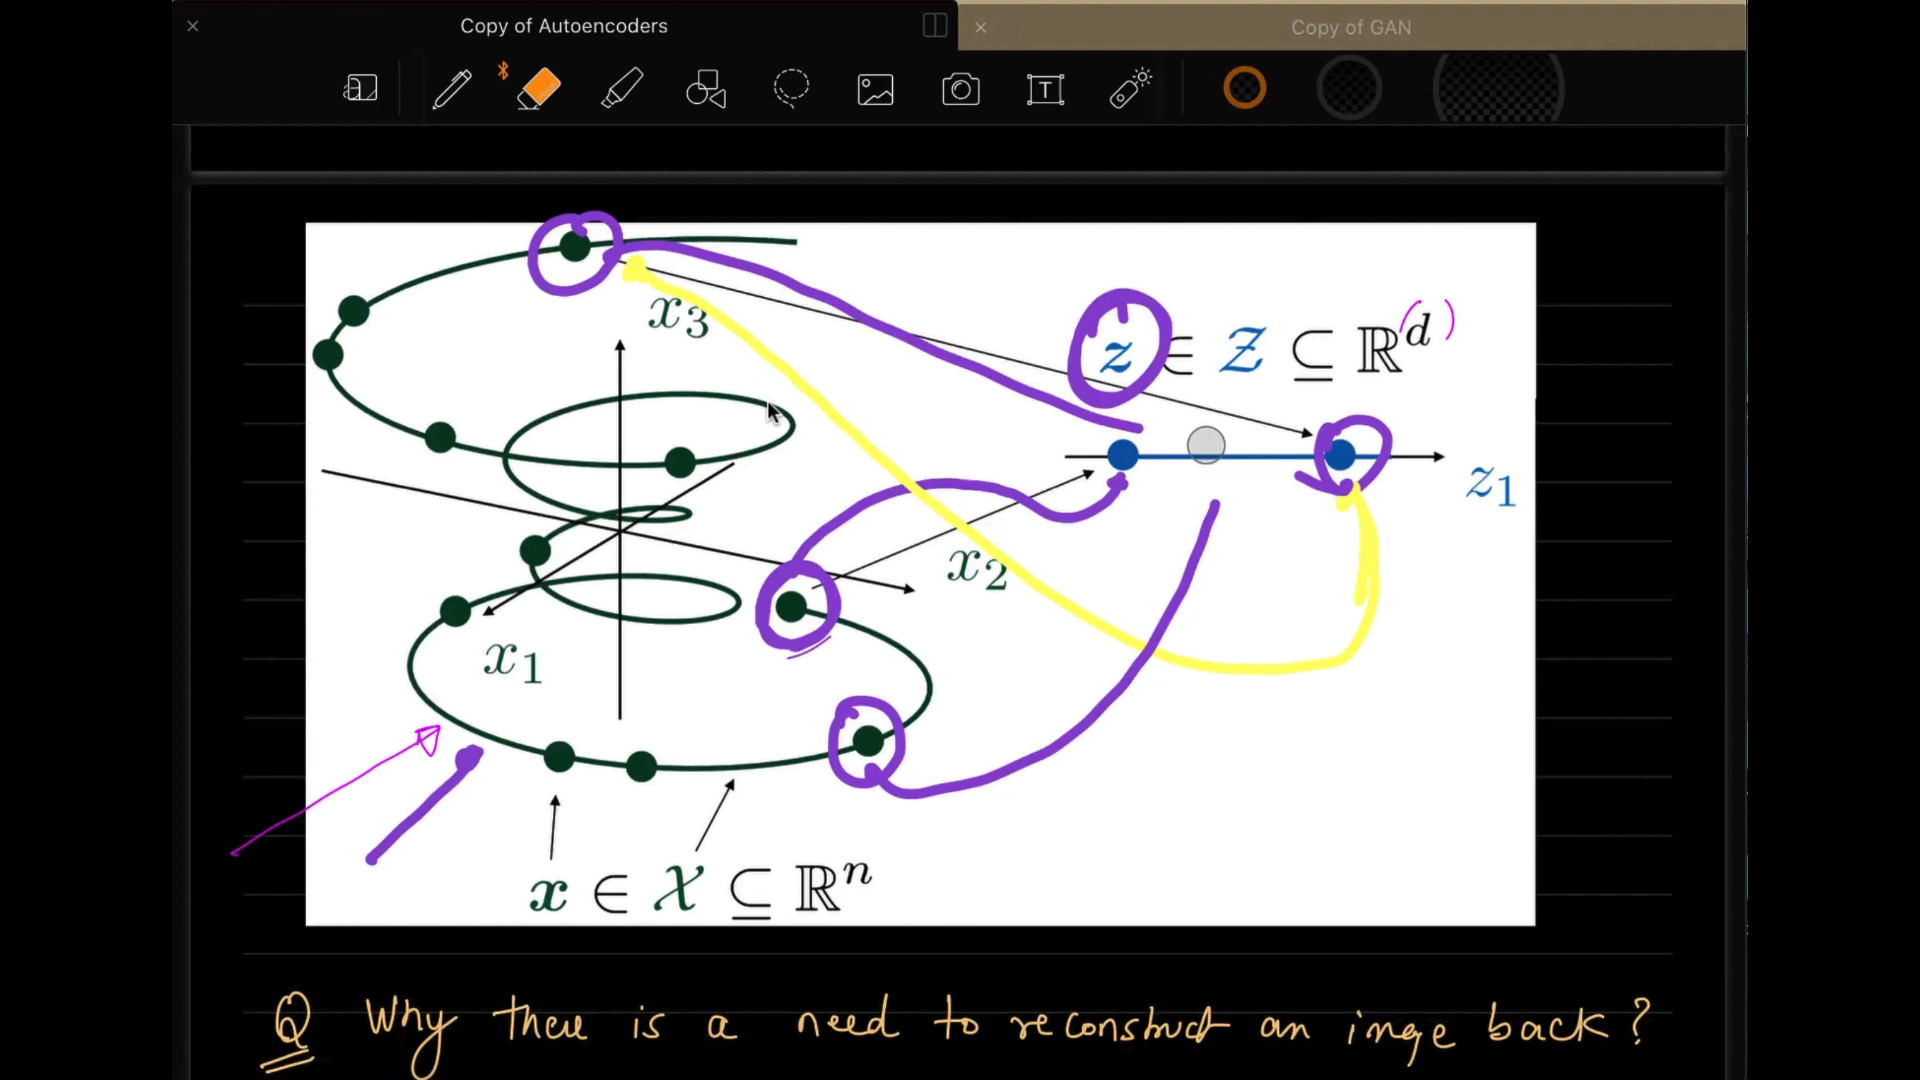 Copy of Autoencoders
Copy of GAN
T
x₃
z ∈ Z ⊆ ℝ^(d)
z₁
x₂
x₁
x ∈ X ⊆ ℝⁿ
Q Why there is a need to reconstruct an image back?